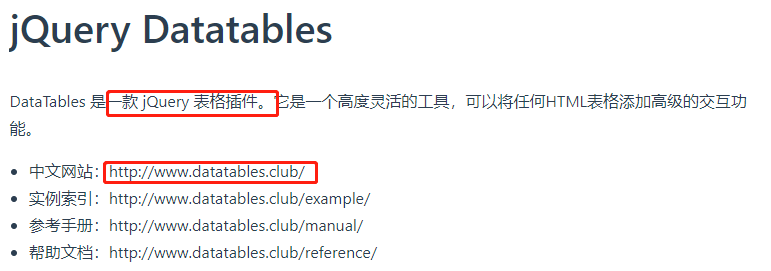 jQuery Datatables
DataTables 是一款 jQuery 表格插件。它是一个高度灵活的工具，可以将任何HTML表格添加高级的交互功
能。
• 中文网站：http://www.datatables.club/
• 实例索引：http://www.datatables.club/example/
• 参考手册：http://www.datatables.club/manual/
• 帮助文档：http://www.datatables.club/reference/